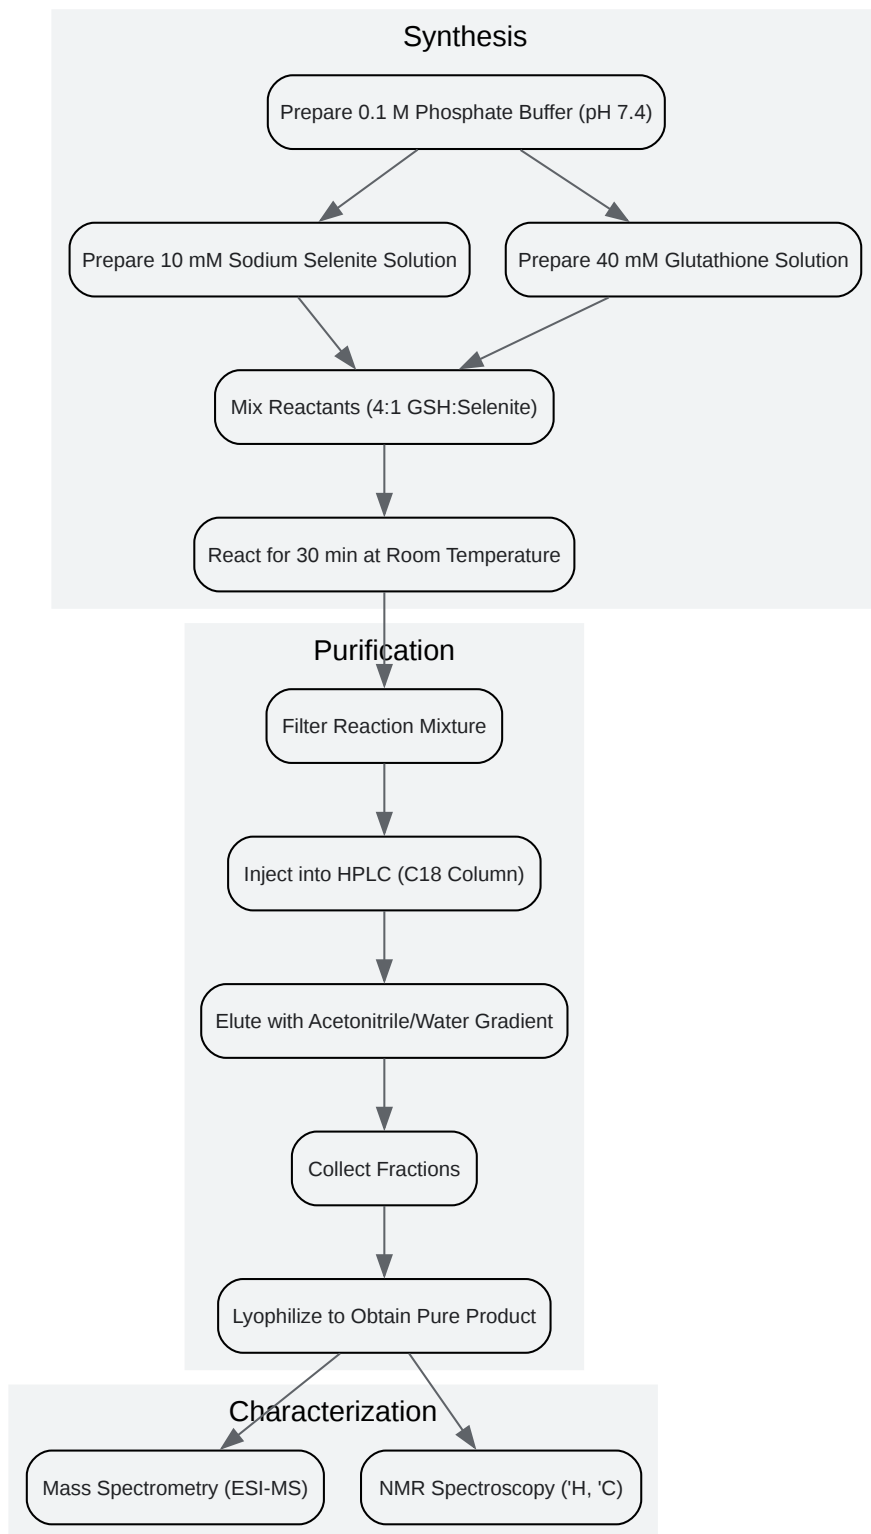 Synthesis
Prepare 0.1 M Phosphate Buffer (pH 7.4)
Prepare 10 mM Sodium Selenite Solution
Prepare 40 mM Glutathione Solution
Mix Reactants (4:1 GSH:Selenite)
React for 30 min at Room Temperature
Purification
Filter Reaction Mixture
Inject into HPLC (C18 Column)
Elute with Acetonitrile/Water Gradient
Collect Fractions
Lyophilize to Obtain Pure Product
Characterization
Mass Spectrometry (ESI-MS)
NMR Spectroscopy ('H, 'C)